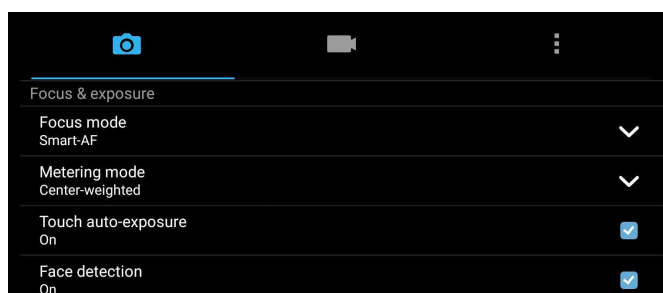 Focus & exposure
Focus mode
Smart-AF
Metering mode
Center-weighted
Touch auto-exposure
On
Face detection
On